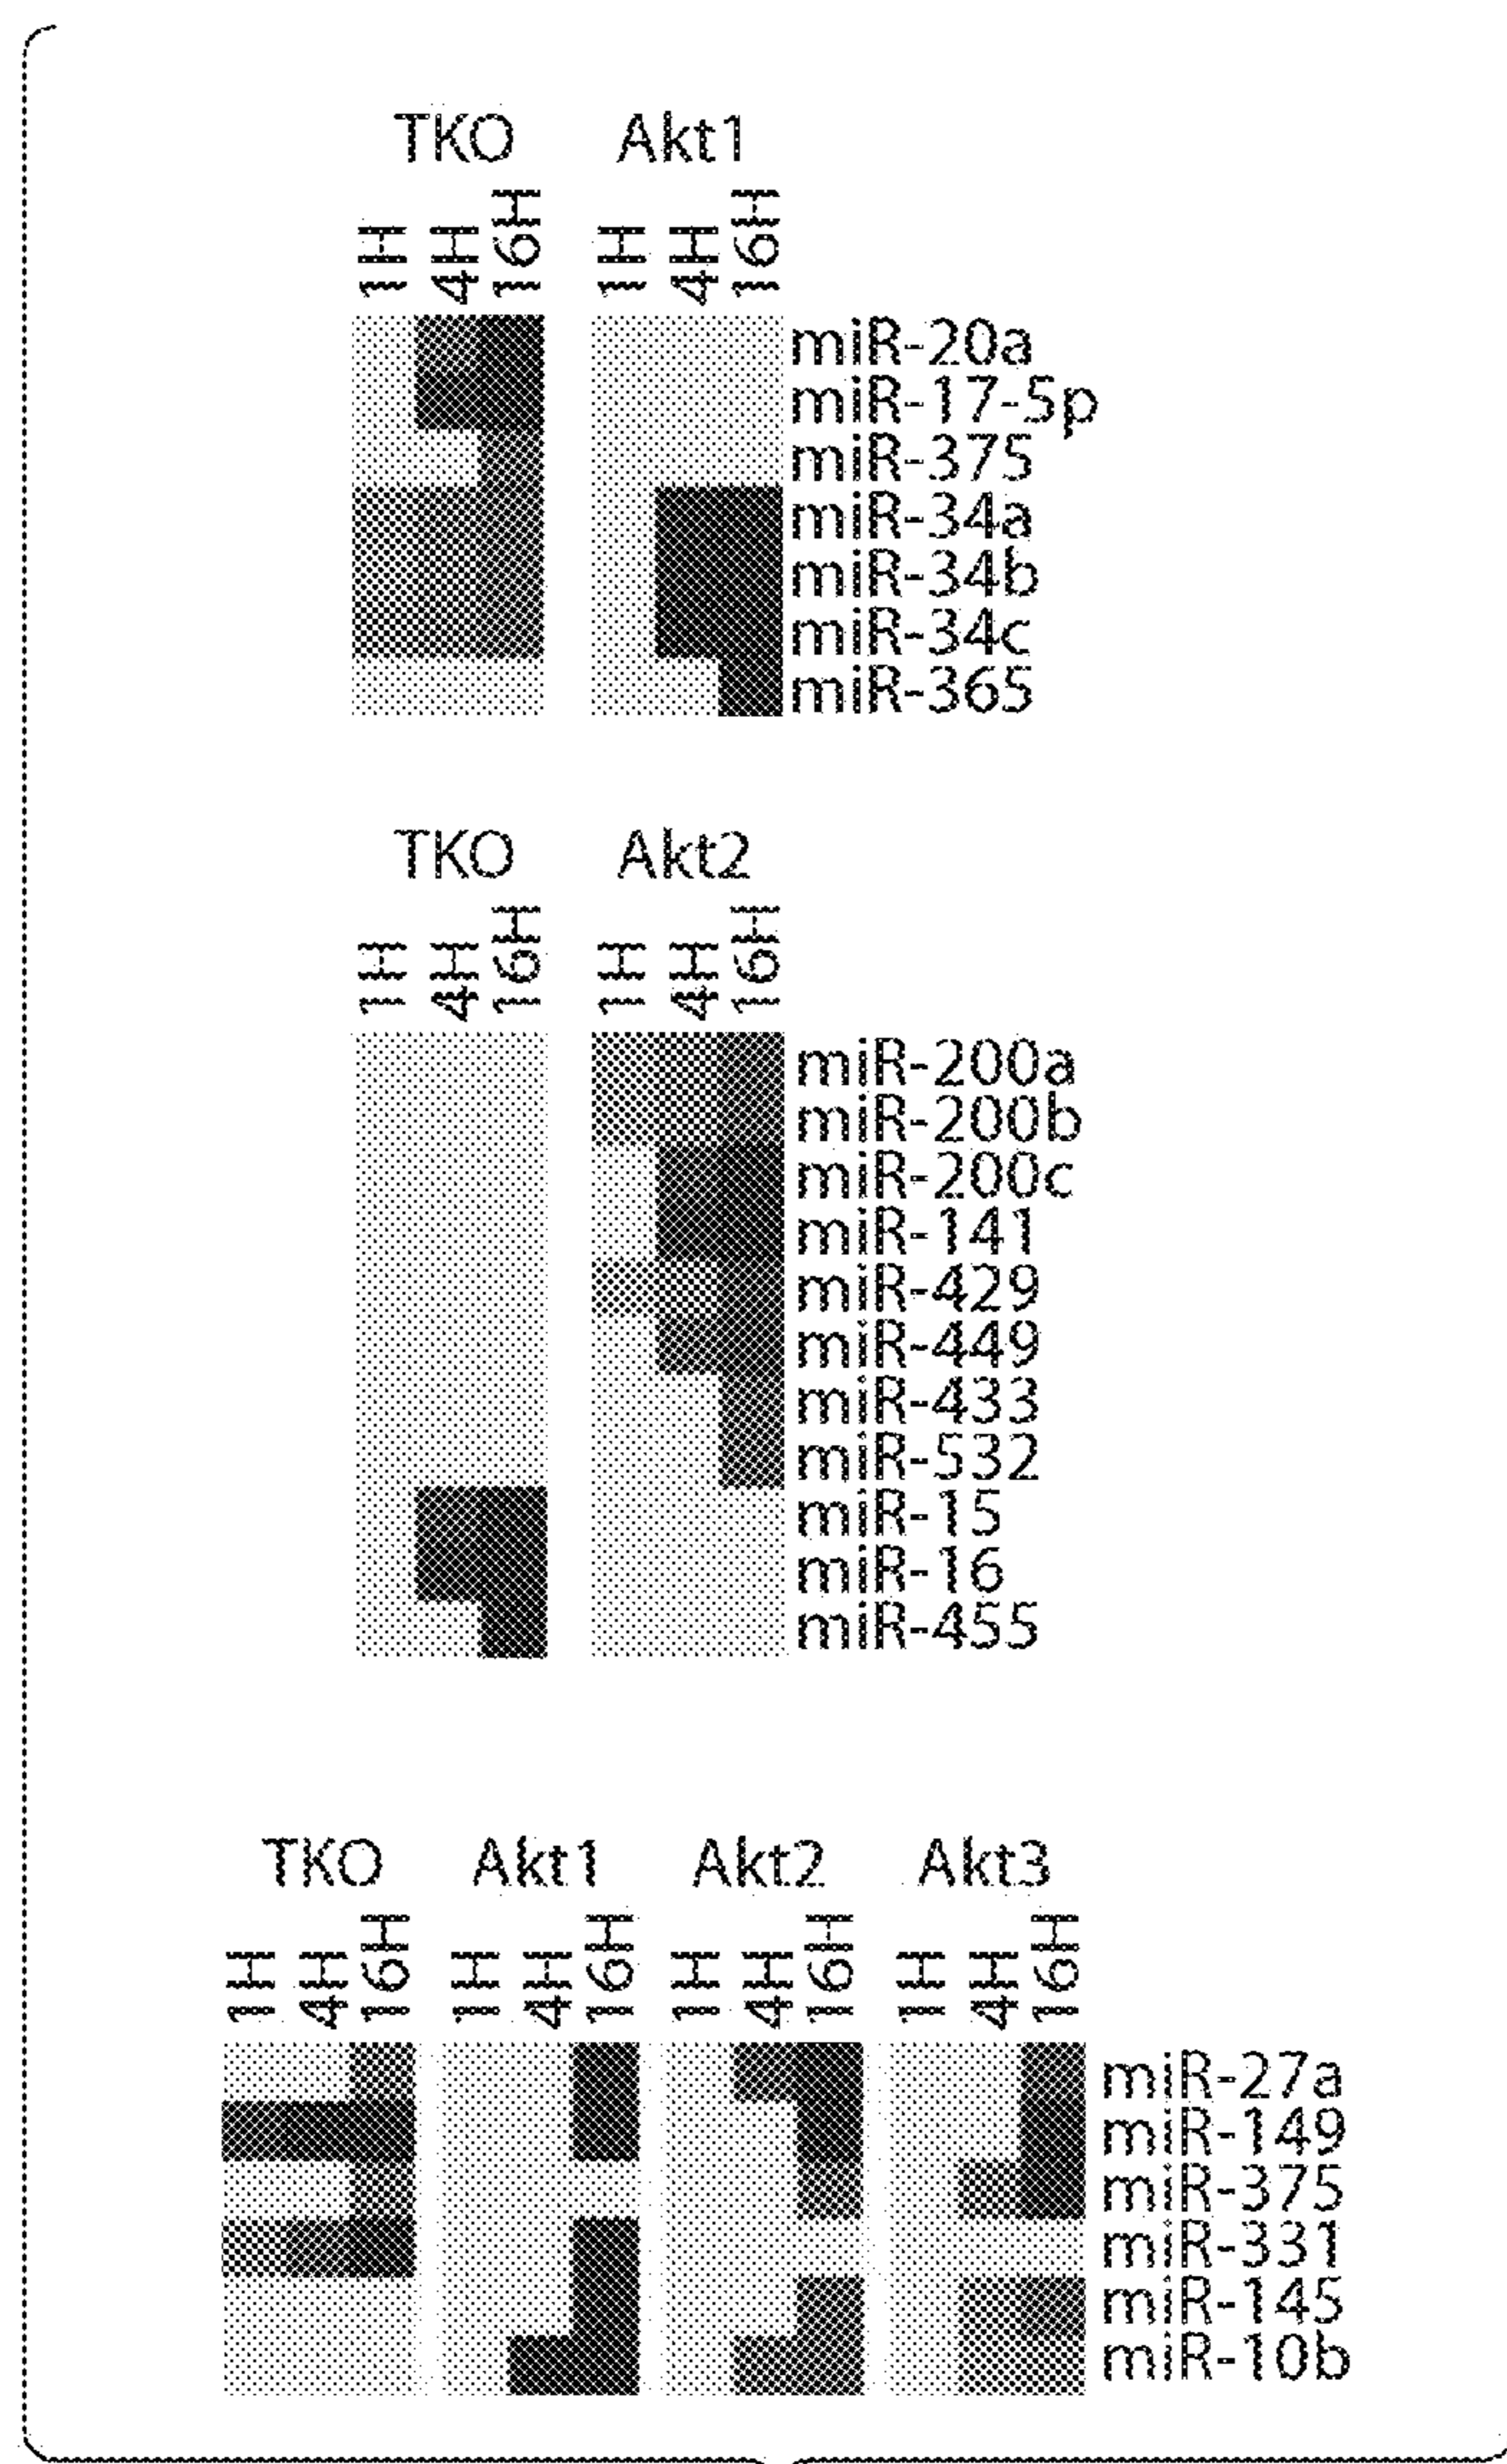 TKO Akt1
1H 4H 16H 1H 4H 16H
miR-20a
miR-17-5p
miR-375
miR-34a
miR-34b
miR-34c
miR-365
TKO Akt2
1H 4H 16H 1H 4H 16H
miR-200a
miR-200b
miR-200c
miR-141
miR-429
miR-449
miR-433
miR-532
miR-15
miR-16
miR-455
TKO Akt1 Akt2 Akt3
1H 4H 16H 1H 4H 16H 1H 4H 16H 1H 4H 16H
miR-27a
miR-149
miR-375
miR-331
miR-145
miR-10b